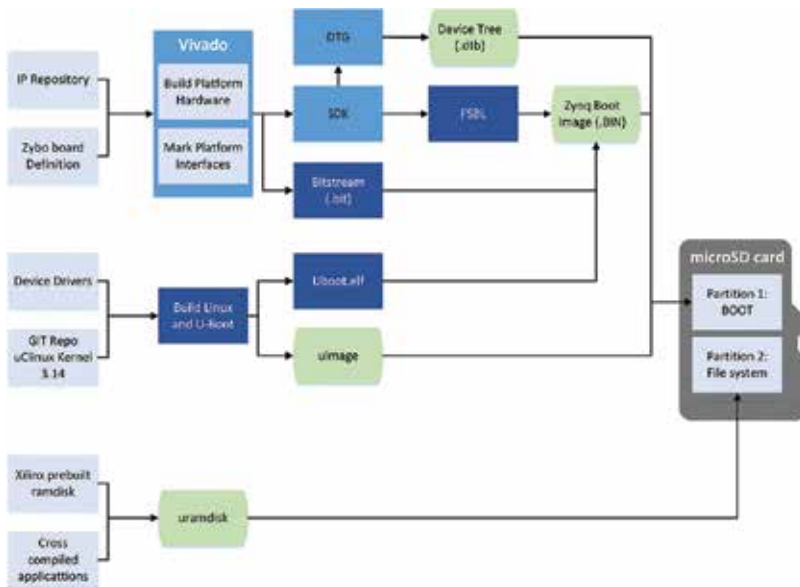 Vivado
IP Repository
Zybo board
Definition
Build Platform
Hardware
Mark Platform
Interfaces
DTG
Device Tree
(.dtb)
SDK
FSBL
Zynq Boot
Image (.BIN)
Bitstream
(.bit)
Device Drivers
GIT Repo
uClinux Kernel
3.14
Build Linux
and U-Boot
Uboot.elf
uImage
microSD card
Partition 1:
BOOT
Partition 2:
File system
Xilinx prebuilt
ramdisk
Cross
compiled
applicattions
uramdisk